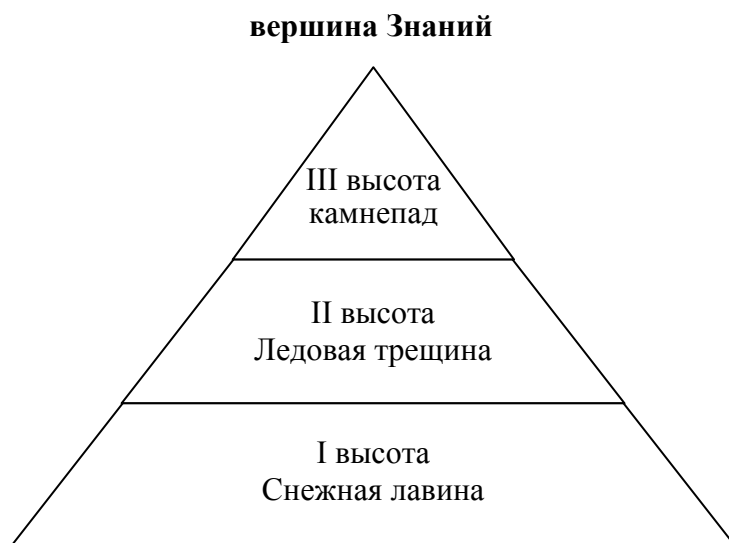 вершина Знаний
III высота
камнепад
II высота
Ледовая трещина
I высота
Снежная лавина